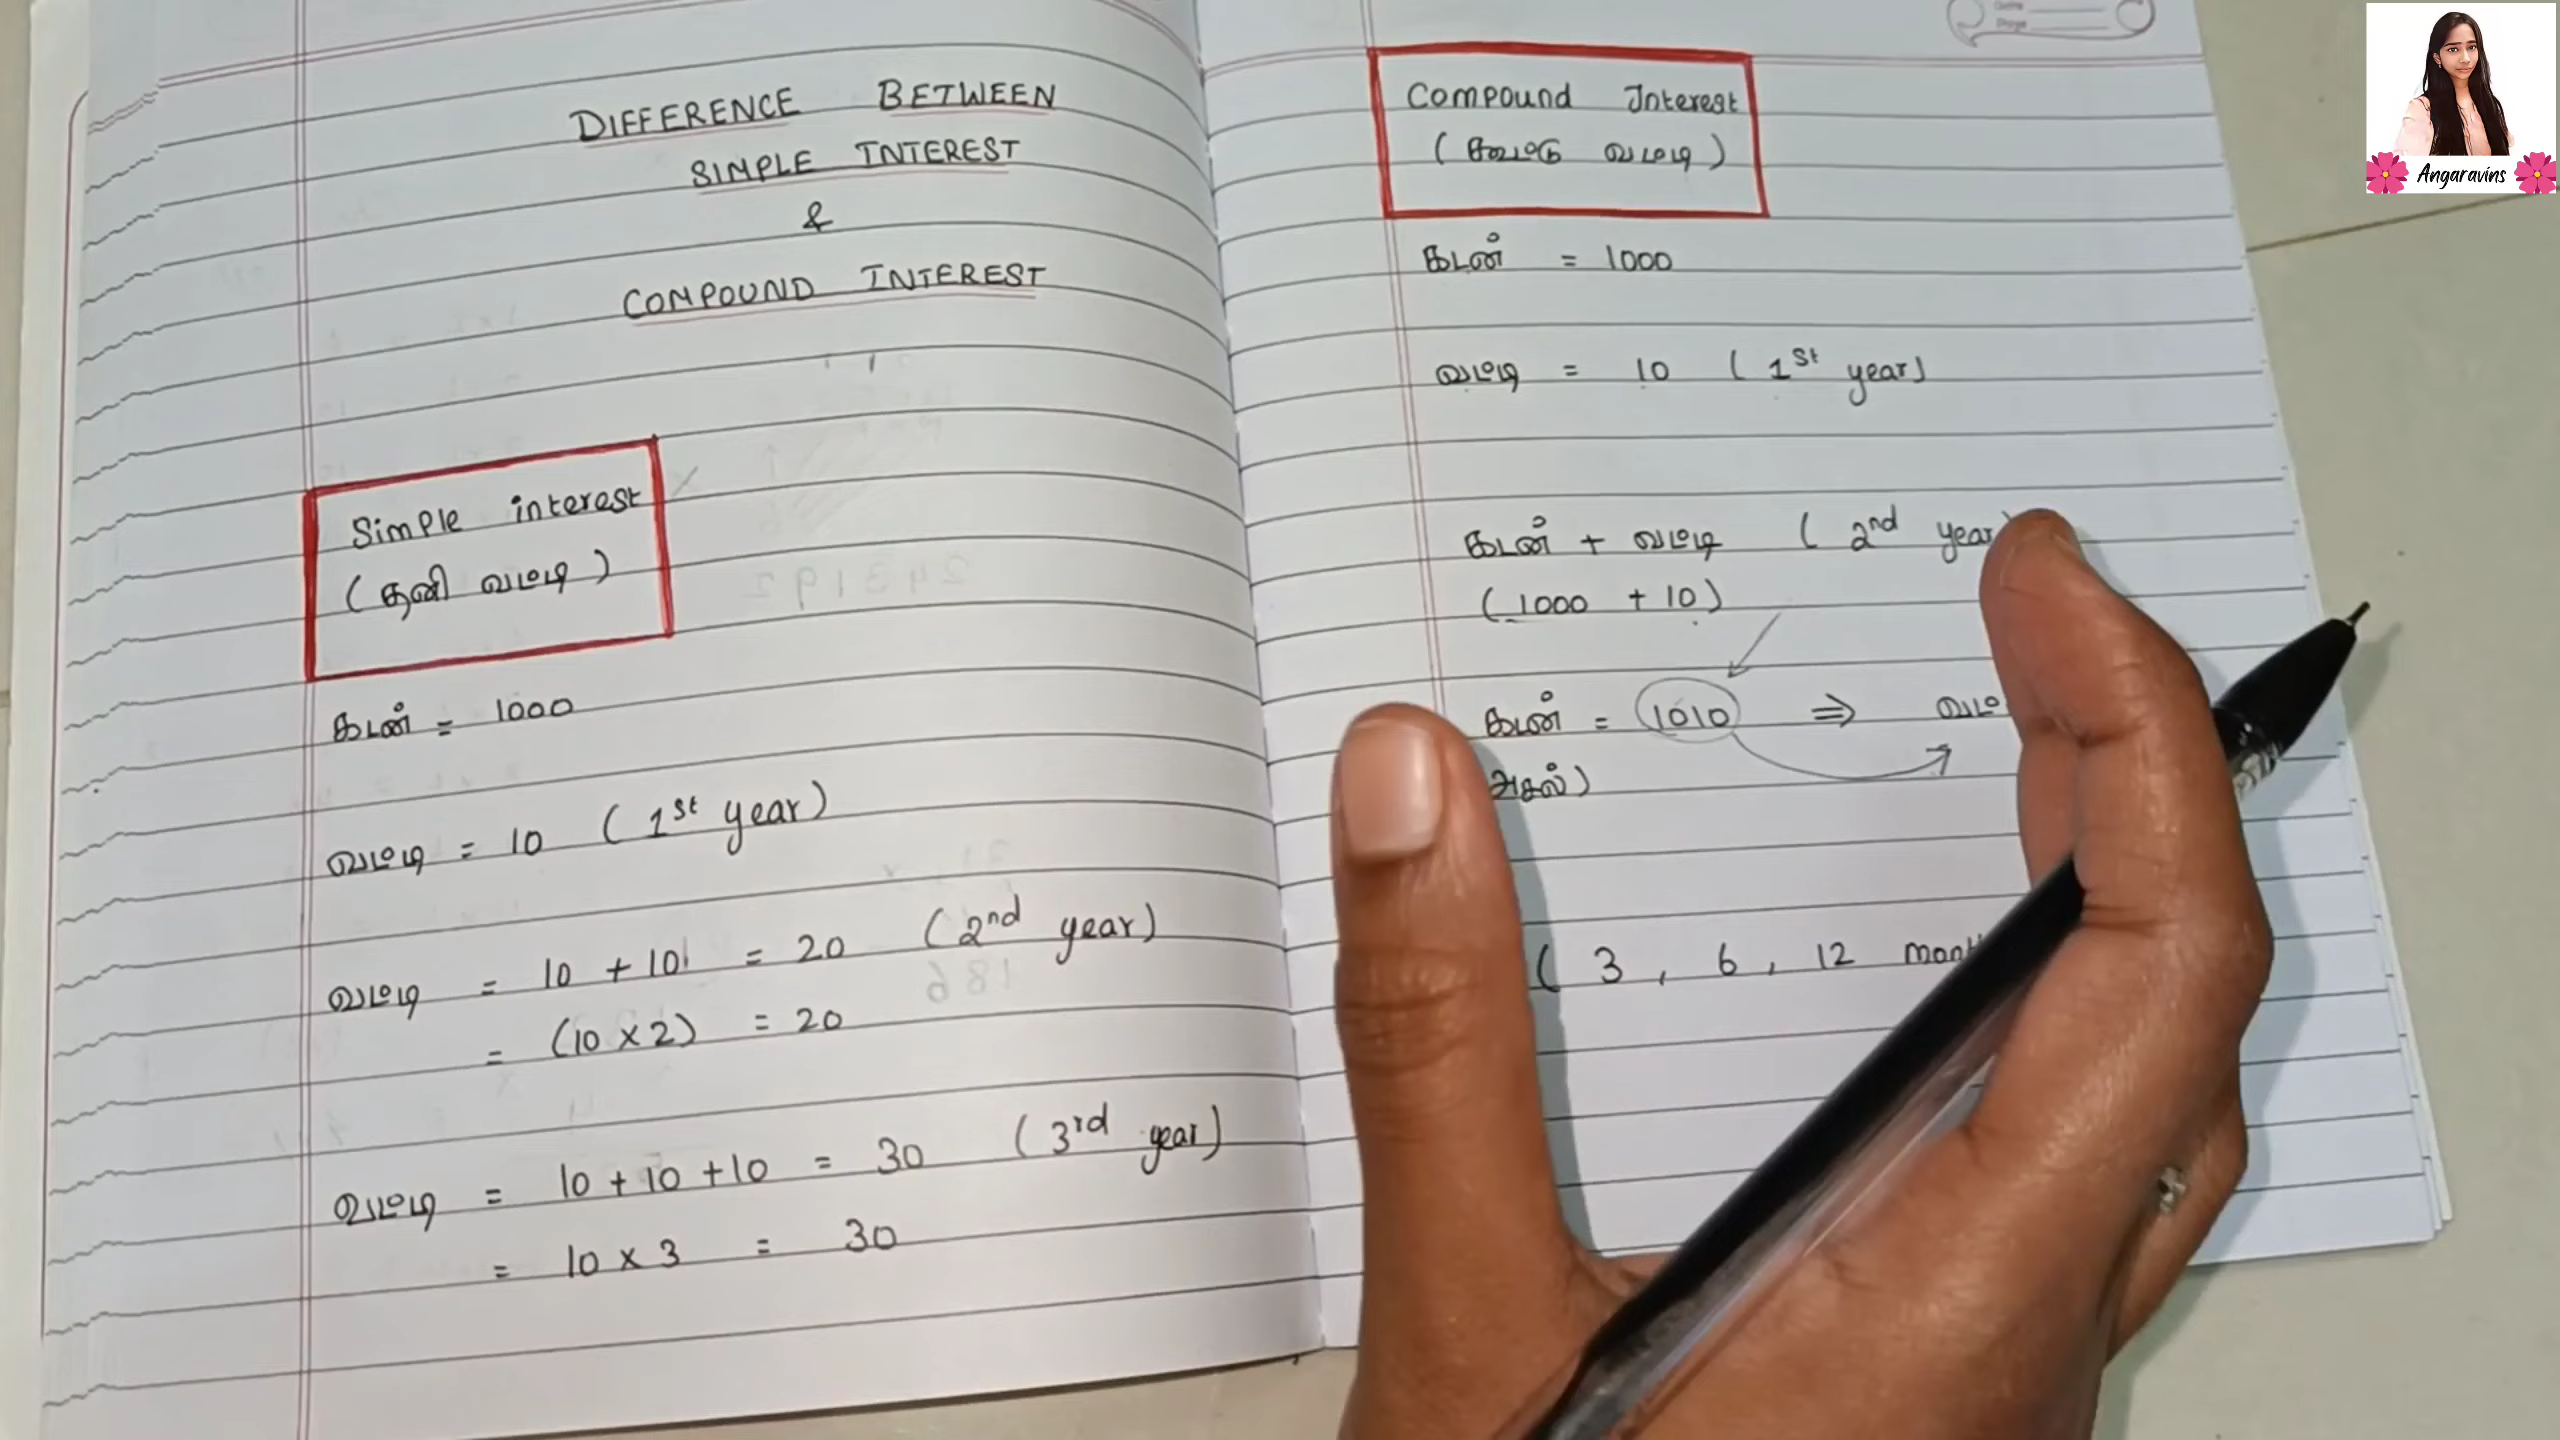 DIFFERENCE BETWEEN
SIMPLE INTEREST
&
COMPOUND INTEREST
Simple interest
(தனி வட்டி)
கடன் = 1000
வட்டி = 10 (1st year)
வட்டி = 10 + 10 = 20 (2nd year)
= (10 x 2) = 20
வட்டி = 10 + 10 + 10 = 30 (3rd year)
= 10 x 3 = 30
Compound Interest
(கூட்டு வட்டி)
கடன் = 1000
வட்டி = 10 (1st year)
கடன் + வட்டி (2nd year)
(1000 + 10)
கடன் = 1010 ⇒
அசல்)
( 3 , 6 , 12
Angaravins